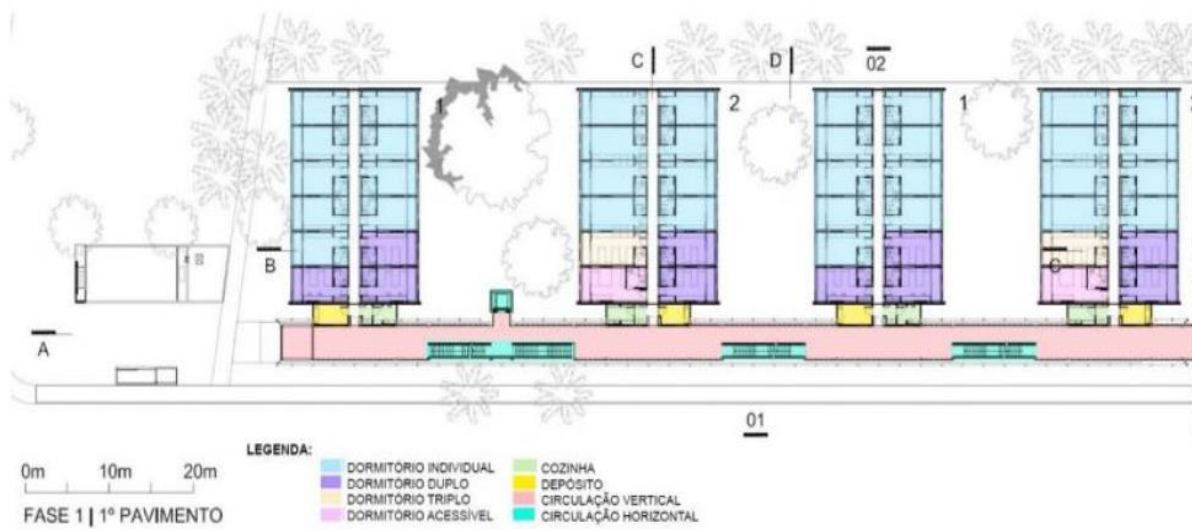 C
D
02
1
2
1
B
C
A
01
LEGENDA:
DORMITÓRIO INDIVIDUAL
DORMITÓRIO DUPLO
DORMITÓRIO TRIPLO
DORMITÓRIO ACESSÍVEL
COZINHA
DEPÓSITO
CIRCULAÇÃO VERTICAL
CIRCULAÇÃO HORIZONTAL
0m 10m 20m
FASE 1 | 1º PAVIMENTO